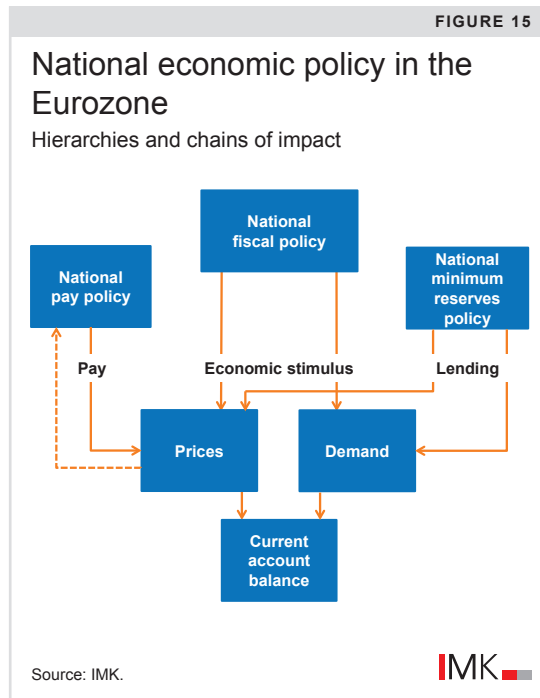 FIGURE 15
National economic policy in the
Eurozone
Hierarchies and chains of impact
National
fiscal policy
National
pay policy
National
minimum
reserves
policy
Pay
Economic stimulus
Lending
Prices
Demand
Current
account
balance
Source: IMK.
IMK